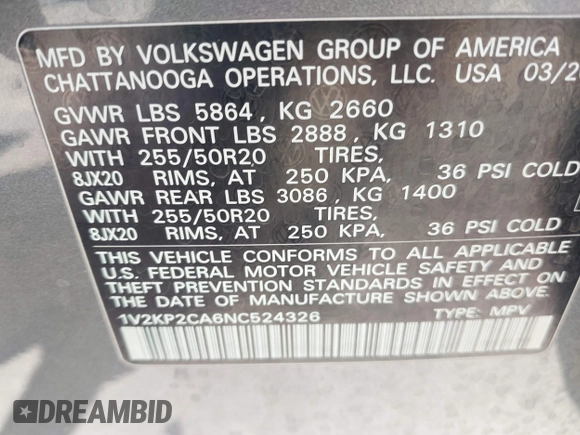 MFD BY VOLKSWAGEN GROUP OF AMERICA
CHATTANOOGA OPERATIONS, LLC. USA 03/2
GVWR LBS 5864, KG 2660
GAWR FRONT LBS 2888, KG 1310
WITH 255/50R20 TIRES,
8JX20 RIMS, AT 250 KPA, 36 PSI COLD
GAWR REAR LBS 3086, KG 1400
WITH 255/50R20 TIRES,
8JX20 RIMS, AT 250 KPA, 36 PSI COLD
THIS VEHICLE CONFORMS TO ALL APPLICABLE
U.S. FEDERAL MOTOR VEHICLE SAFETY AND
THEFT PREVENTION STANDARDS IN EFFECT ON
THE DATE OF MANUFACTURE SHOWN ABOVE.
1V2KP2CA6NC524326 TYPE: MPV
DREAMBID